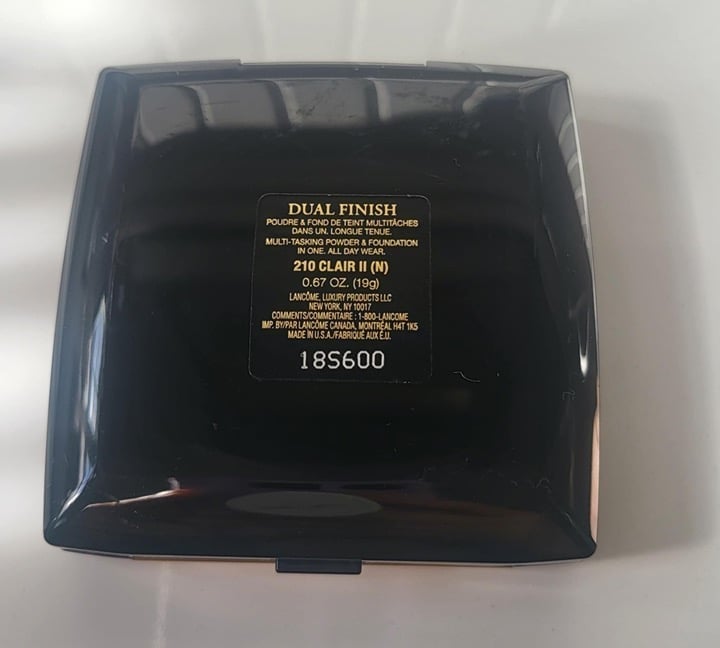 DUAL FINISH
POUDRE & FOND DE TEINT MULTITÂCHES
DANS UN. LONGUE TENUE.
MULTI-TASKING POWDER & FOUNDATION
IN ONE. ALL DAY WEAR.
210 CLAIR II (N)
0.67 OZ. (19g)
LANCÔME, LUXURY PRODUCTS LLC
NEW YORK, NY 10017
COMMENTS/COMMENTAIRE : 1-800-LANCOME
IMP. BY/PAR LANCÔME CANADA, MONTRÉAL H4T 1K5
MADE IN U.S.A./FABRIQUÉ AUX É.U.
18S600